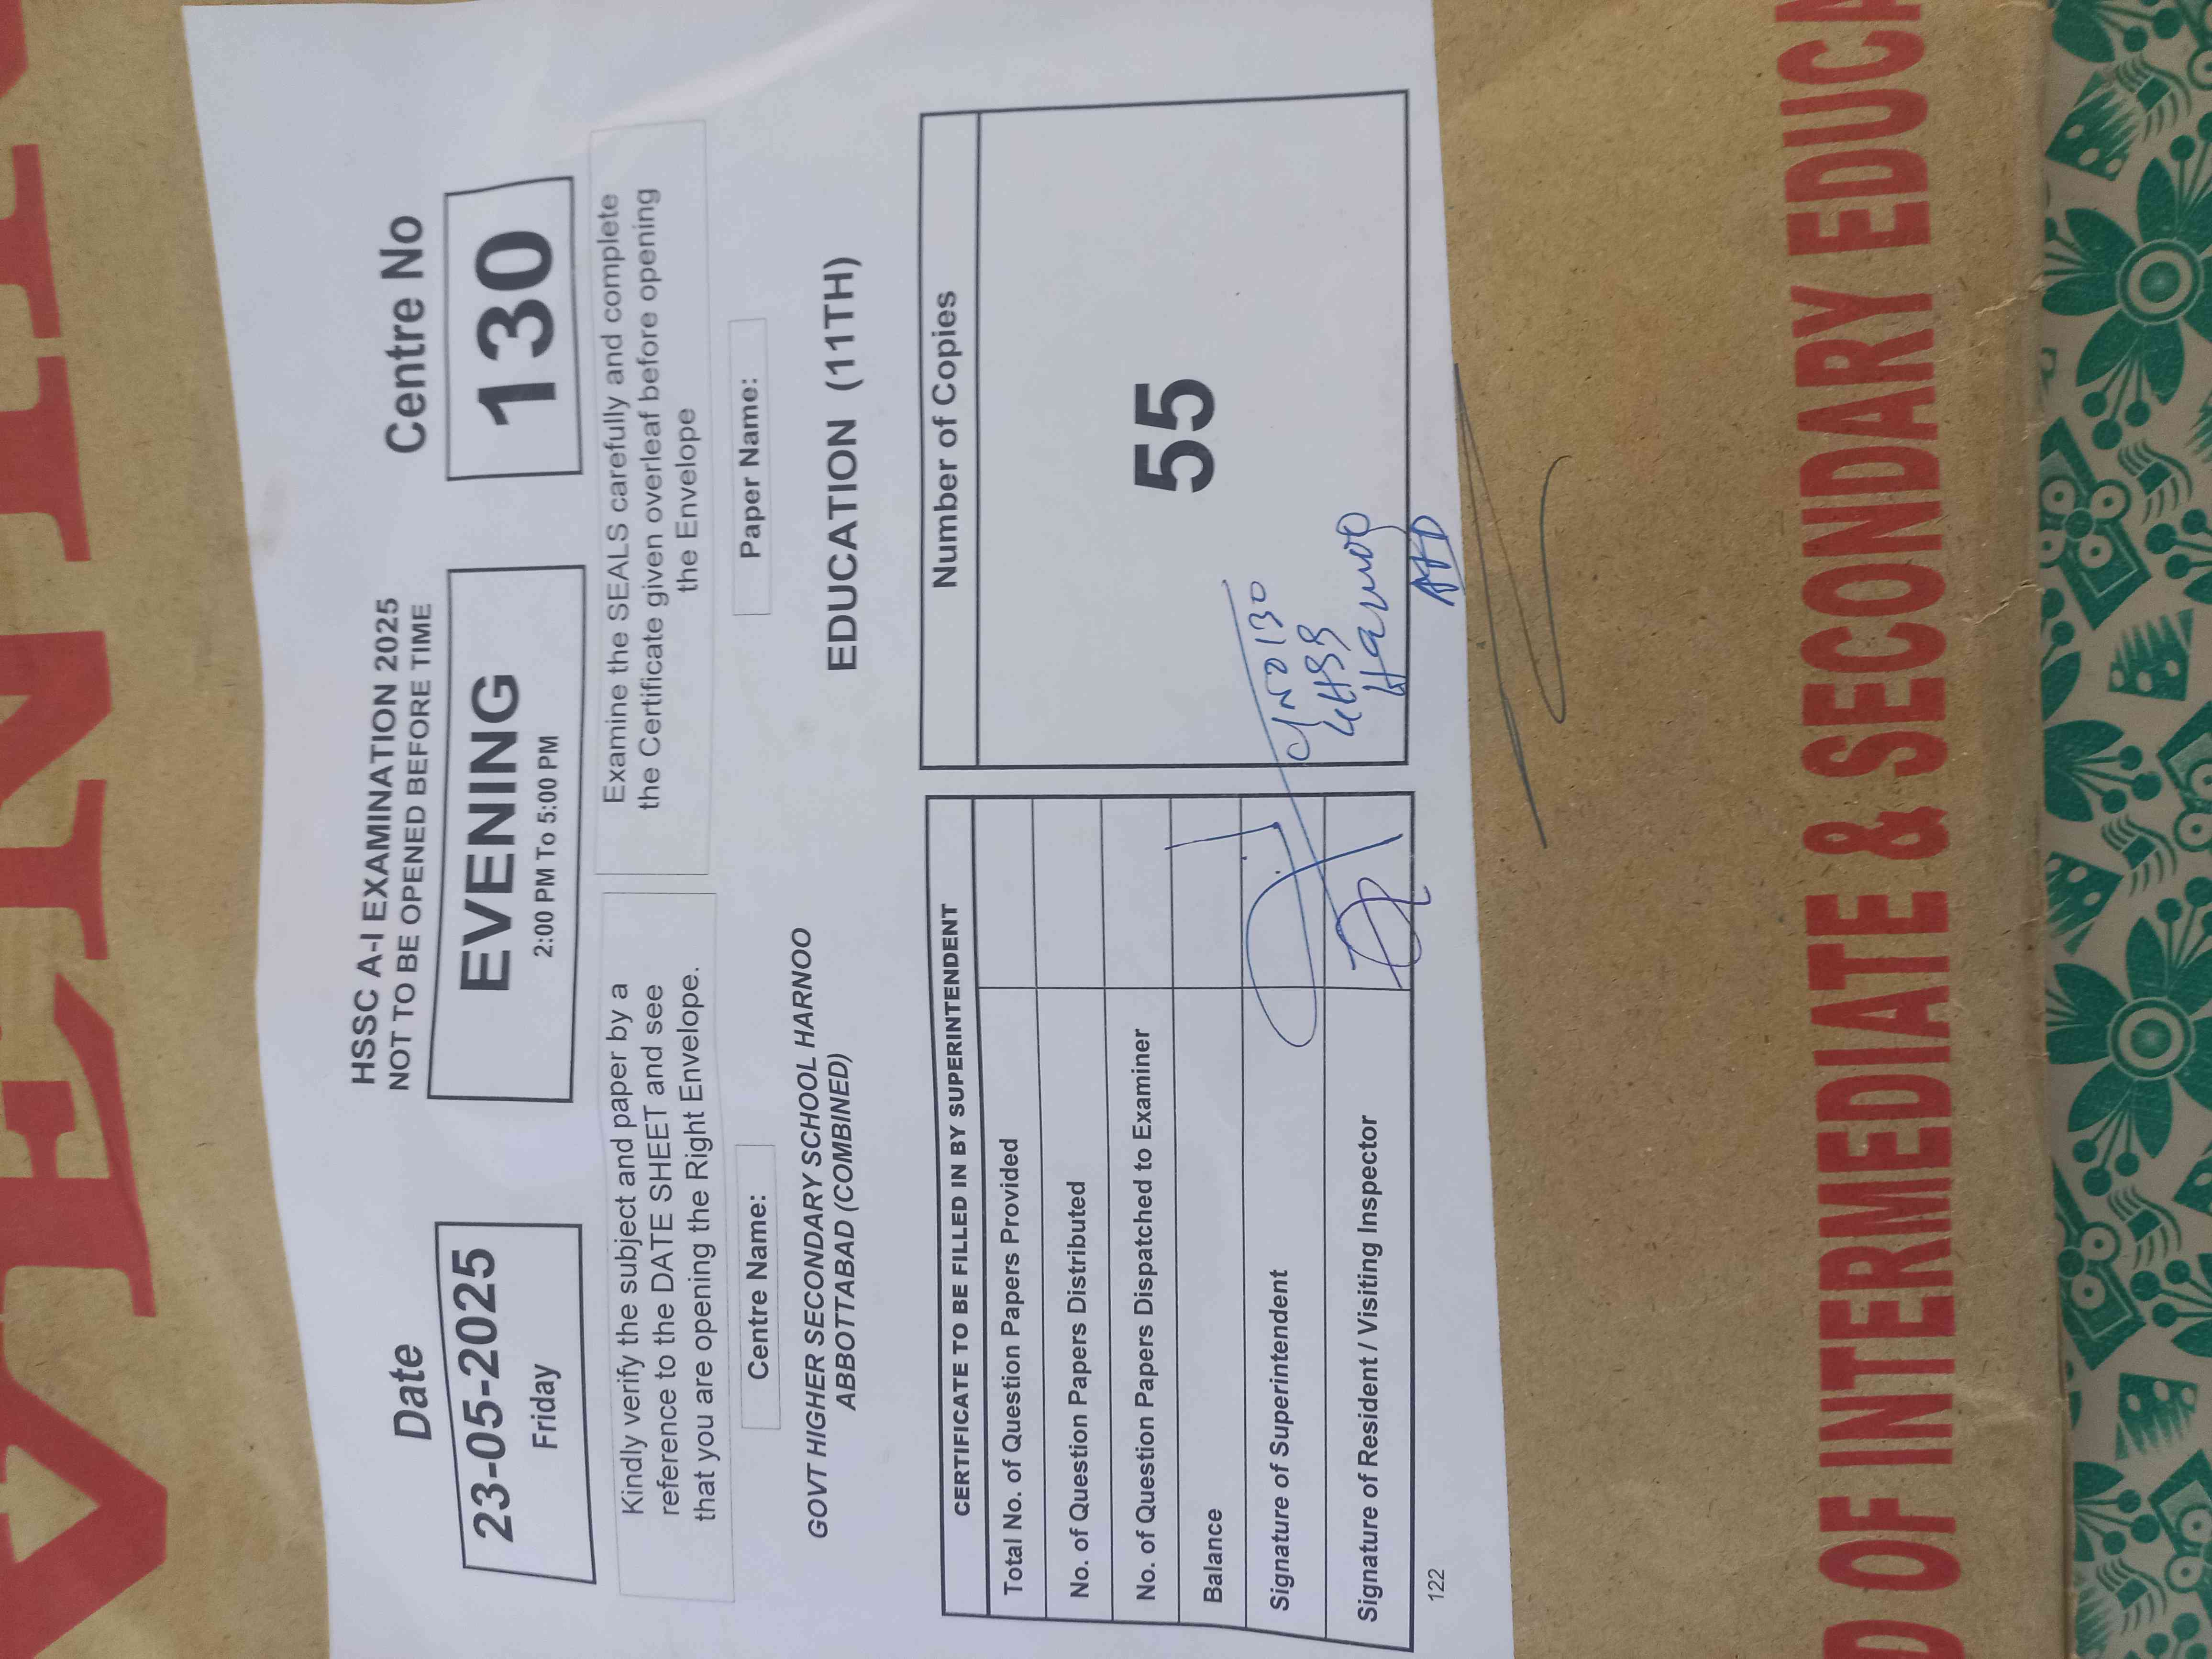 HSSC A-I EXAMINATION 2025
NOT TO BE OPENED BEFORE TIME
Date
23-05-2025
Friday
EVENING
2:00 PM To 5:00 PM
Centre No
130
Kindly verify the subject and paper by a
reference to the DATE SHEET and see
that you are opening the Right Envelope.
Examine the SEALS carefully and complete
the Certificate given overleaf before opening
the Envelope
Centre Name:
GOVT HIGHER SECONDARY SCHOOL HARNOO
ABBOTTABAD (COMBINED)
Paper Name:
EDUCATION (11TH)
CERTIFICATE TO BE FILLED IN BY SUPERINTENDENT
Total No. of Question Papers Provided
No. of Question Papers Distributed
No. of Question Papers Dispatched to Examiner
Balance
Signature of Superintendent
Signature of Resident / Visiting Inspector
Number of Copies
55
130
GHSS
Harnoo
ATD
122
D OF INTERMEDIATE & SECONDARY EDUCA